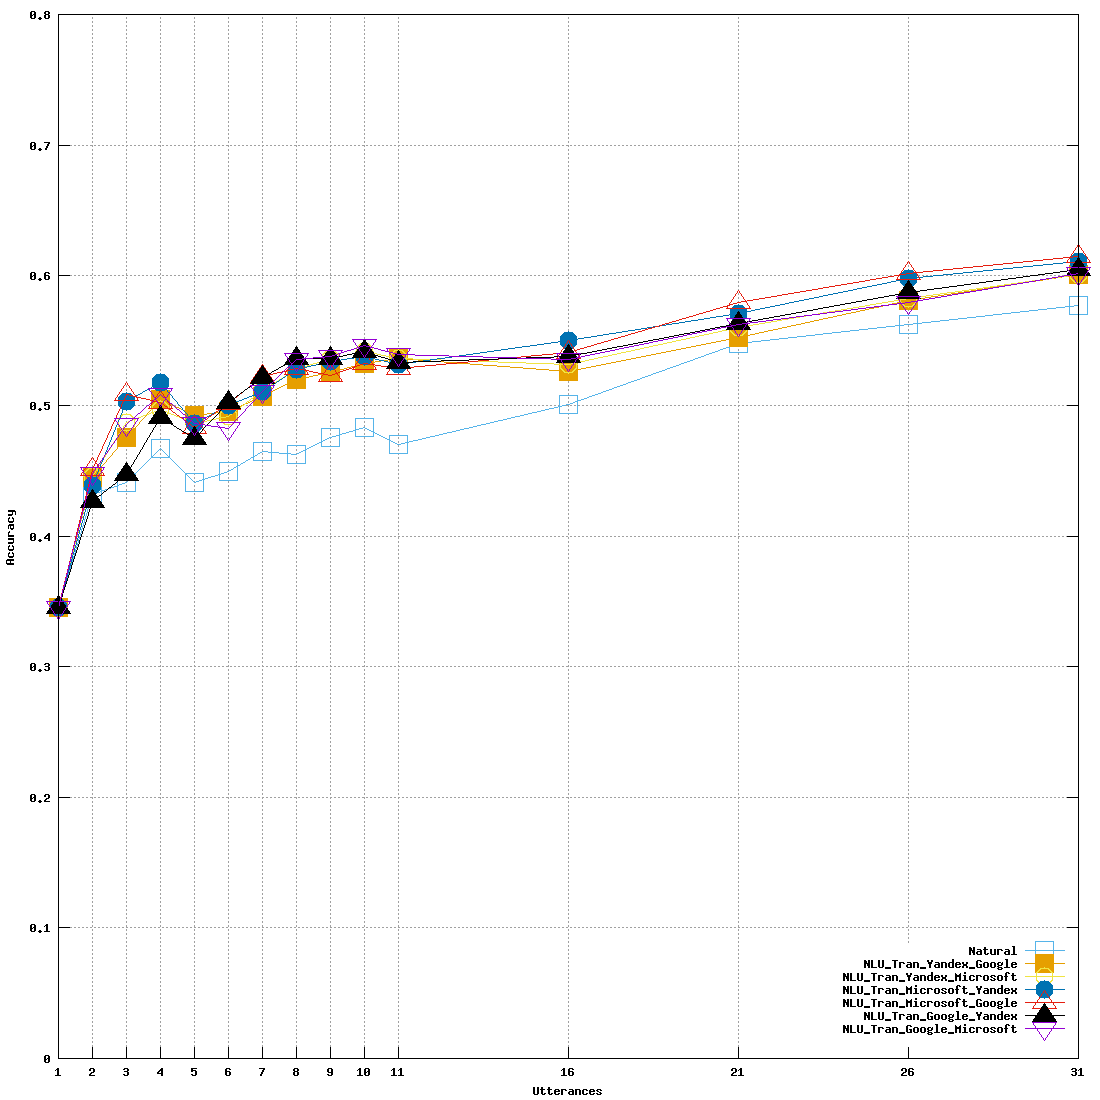 0.8
0.7
0.6
0.5
0.4
0.3
0.2
0.1
0
Accuracy
Natural
NLU_Tran_Yandex_Google
NLU_Tran_Yandex_Microsoft
NLU_Tran_Microsoft_Yandex
NLU_Tran_Microsoft_Google
NLU_Tran_Google_Yandex
NLU_Tran_Google_Microsoft
1 2 3 4 5 6 7 8 9 10 11 16 21 26 31
Utterances